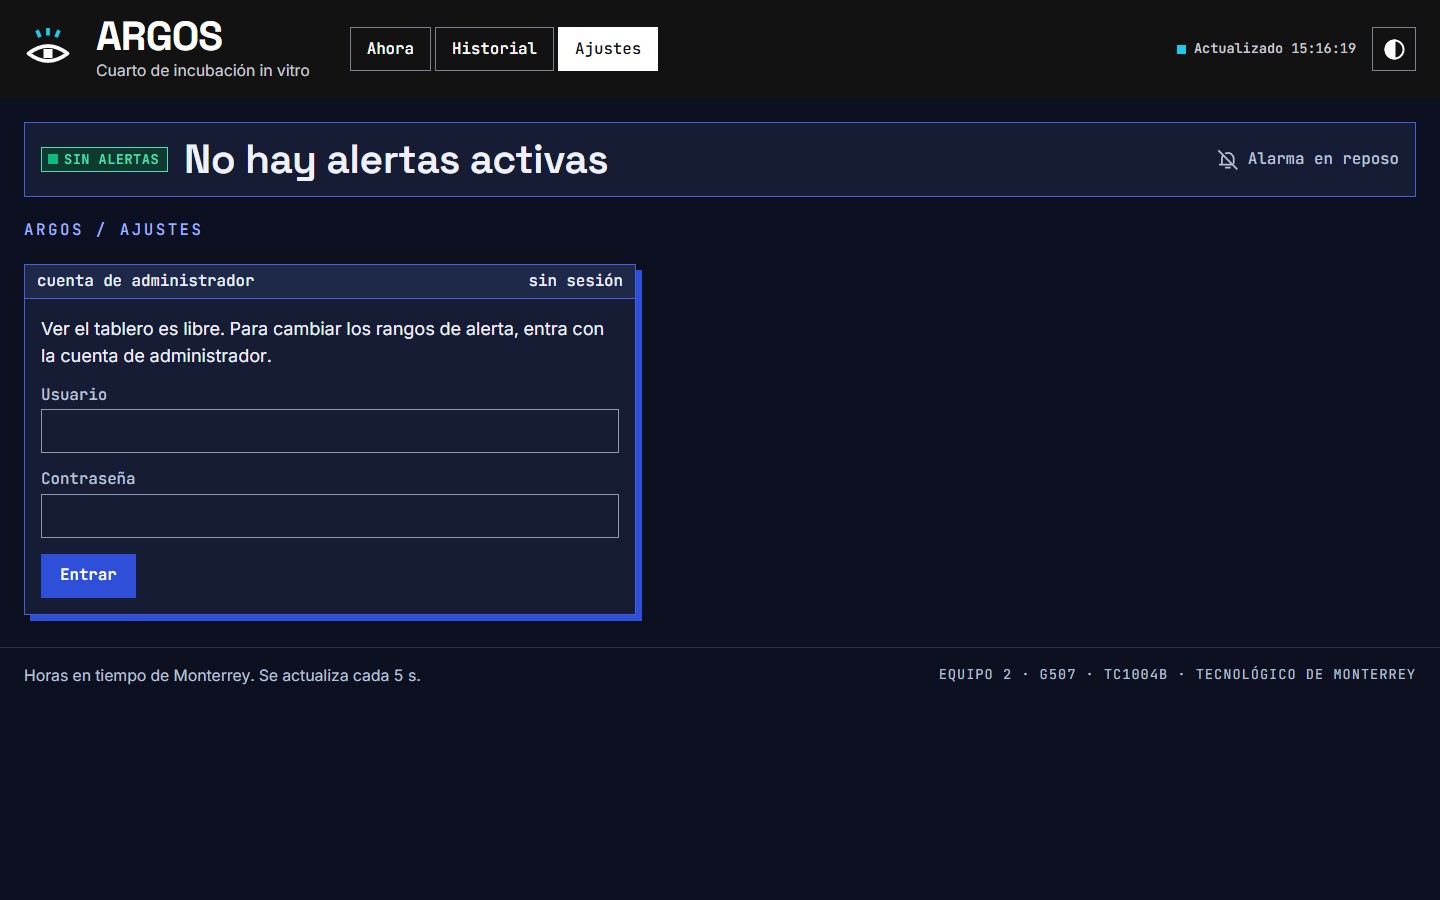 ARGOS
Cuarto de incubación in vitro
Ahora
Historial
Ajustes
Actualizado 15:16:19
SIN ALERTAS
No hay alertas activas
Alarma en reposo
ARGOS / AJUSTES
cuenta de administrador
sin sesión
Ver el tablero es libre. Para cambiar los rangos de alerta, entra con
la cuenta de administrador.
Usuario
Contraseña
Entrar
Horas en tiempo de Monterrey. Se actualiza cada 5 s.
EQUIPO 2 · G507 · TC1004B · TECNOLÓGICO DE MONTERREY